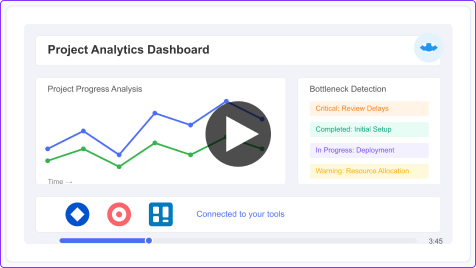 Project Analytics Dashboard
Project Progress Analysis
Time →
Bottleneck Detection
Critical: Review Delays
Completed: Initial Setup
In Progress: Deployment
Warning: Resource Allocation
Connected to your tools
3:45